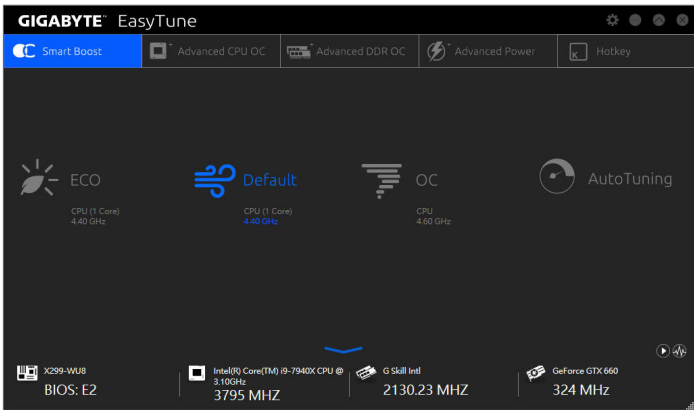 GIGABYTE™ EasyTune
Smart Boost
Advanced CPU OC
Advanced DDR OC
Advanced Power
K Hotkey
ECO
CPU (1 Core)
4.40 GHz
Default
CPU (1 Core)
4.40 GHz
OC
CPU
4.60 GHz
AutoTuning
X299-WU8
BIOS: E2
Intel(R) Core(TM) i9-7940X CPU @
3.10GHz
3795 MHZ
G Skill Intl
2130.23 MHZ
GeForce GTX 660
324 MHz